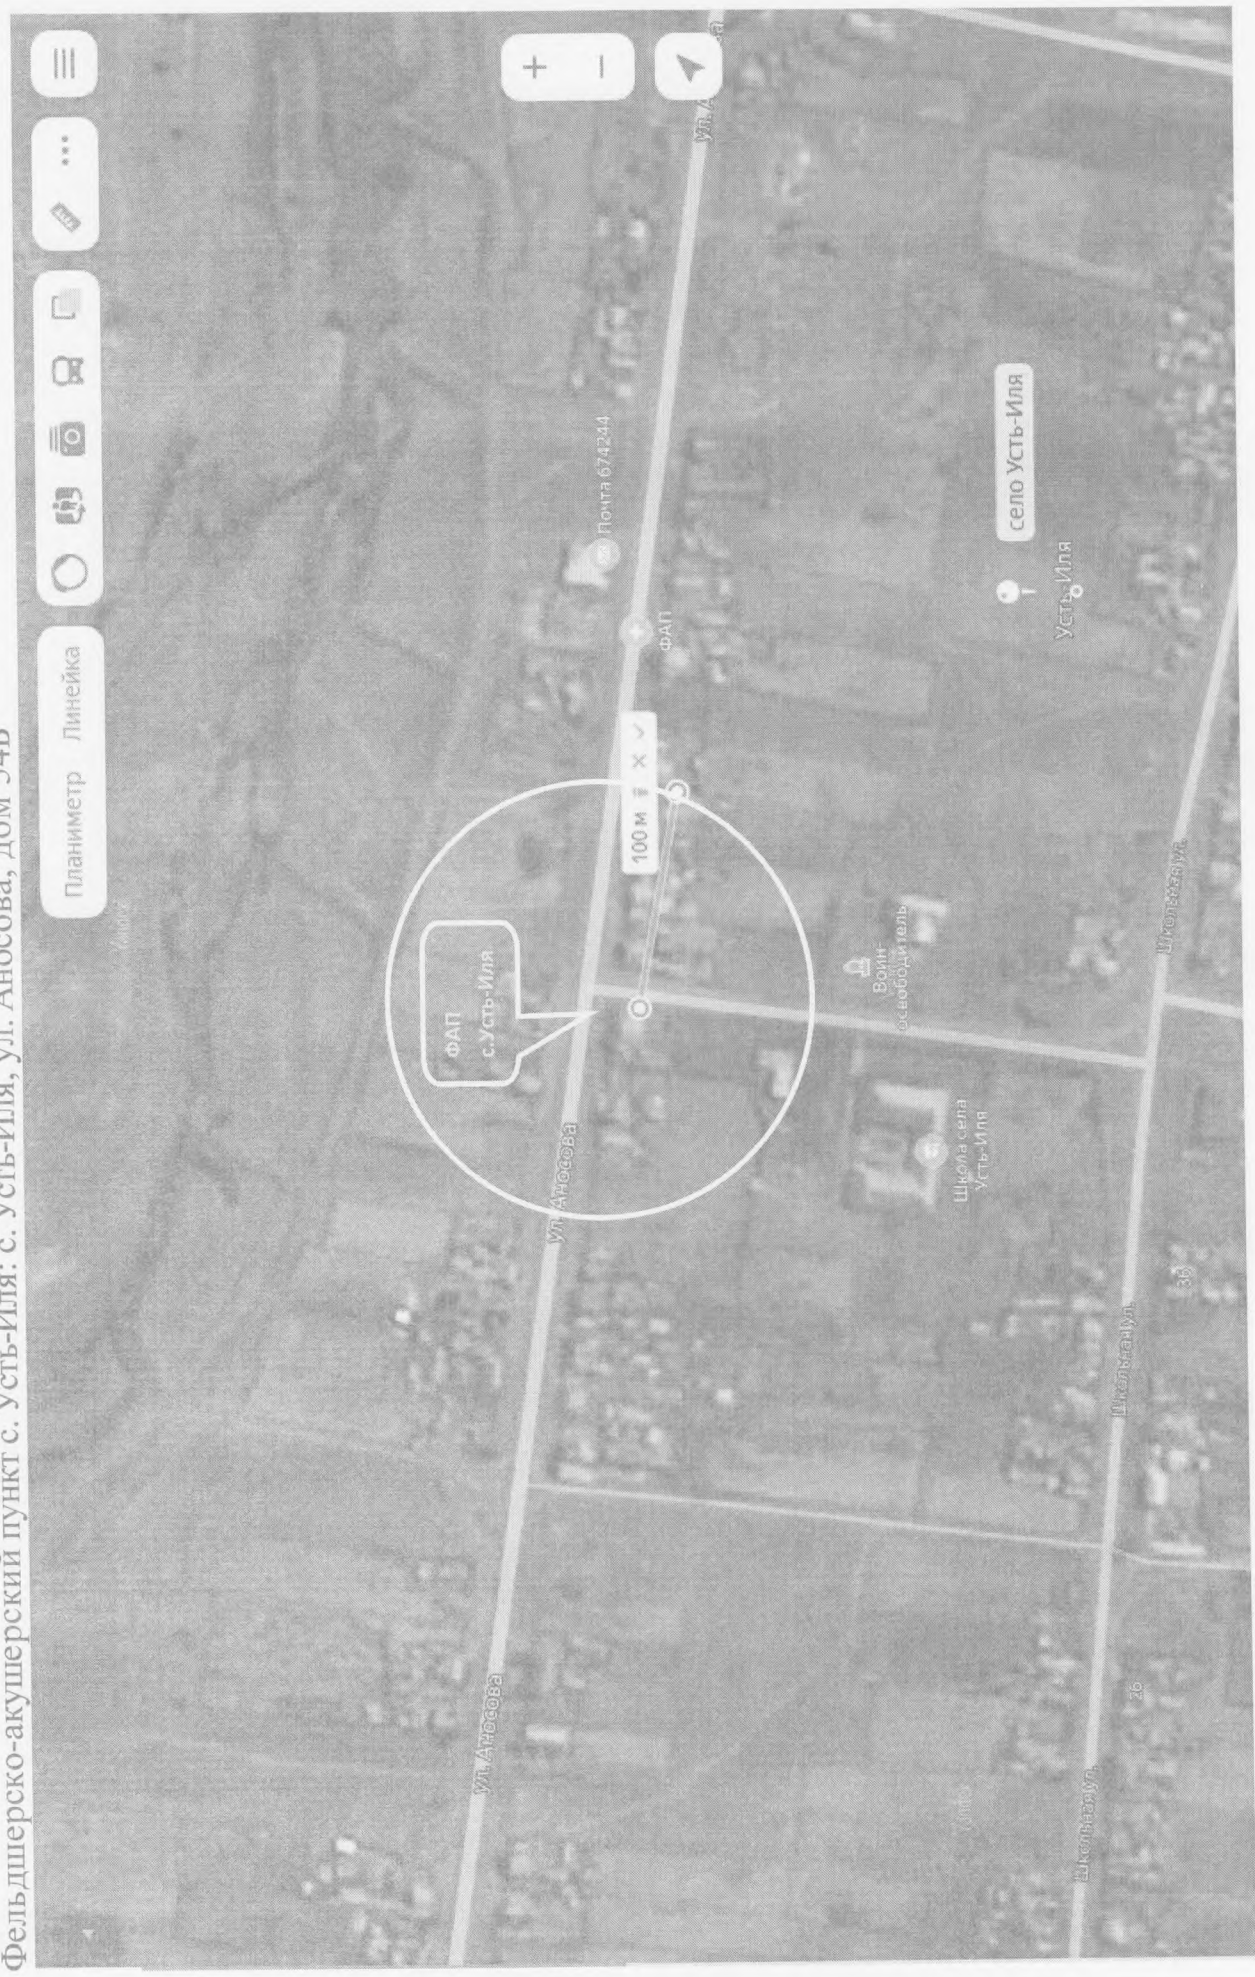 Фельдшерско-акушерский пункт с. Усть-Иля: с. Усть-Иля, ул. Аносова, дом 54Б
Планиметр Линейка
ул. Аносова
ул. Аносова
ФАП
с.Усть-Иля
100 м
ФАП
Почта 674244
село Усть-Иля
Усть-Иля
Воин-
освободитель
Школа села
Усть-Иля
Школьная ул.
Школьная ул.
Школьная ул.
26